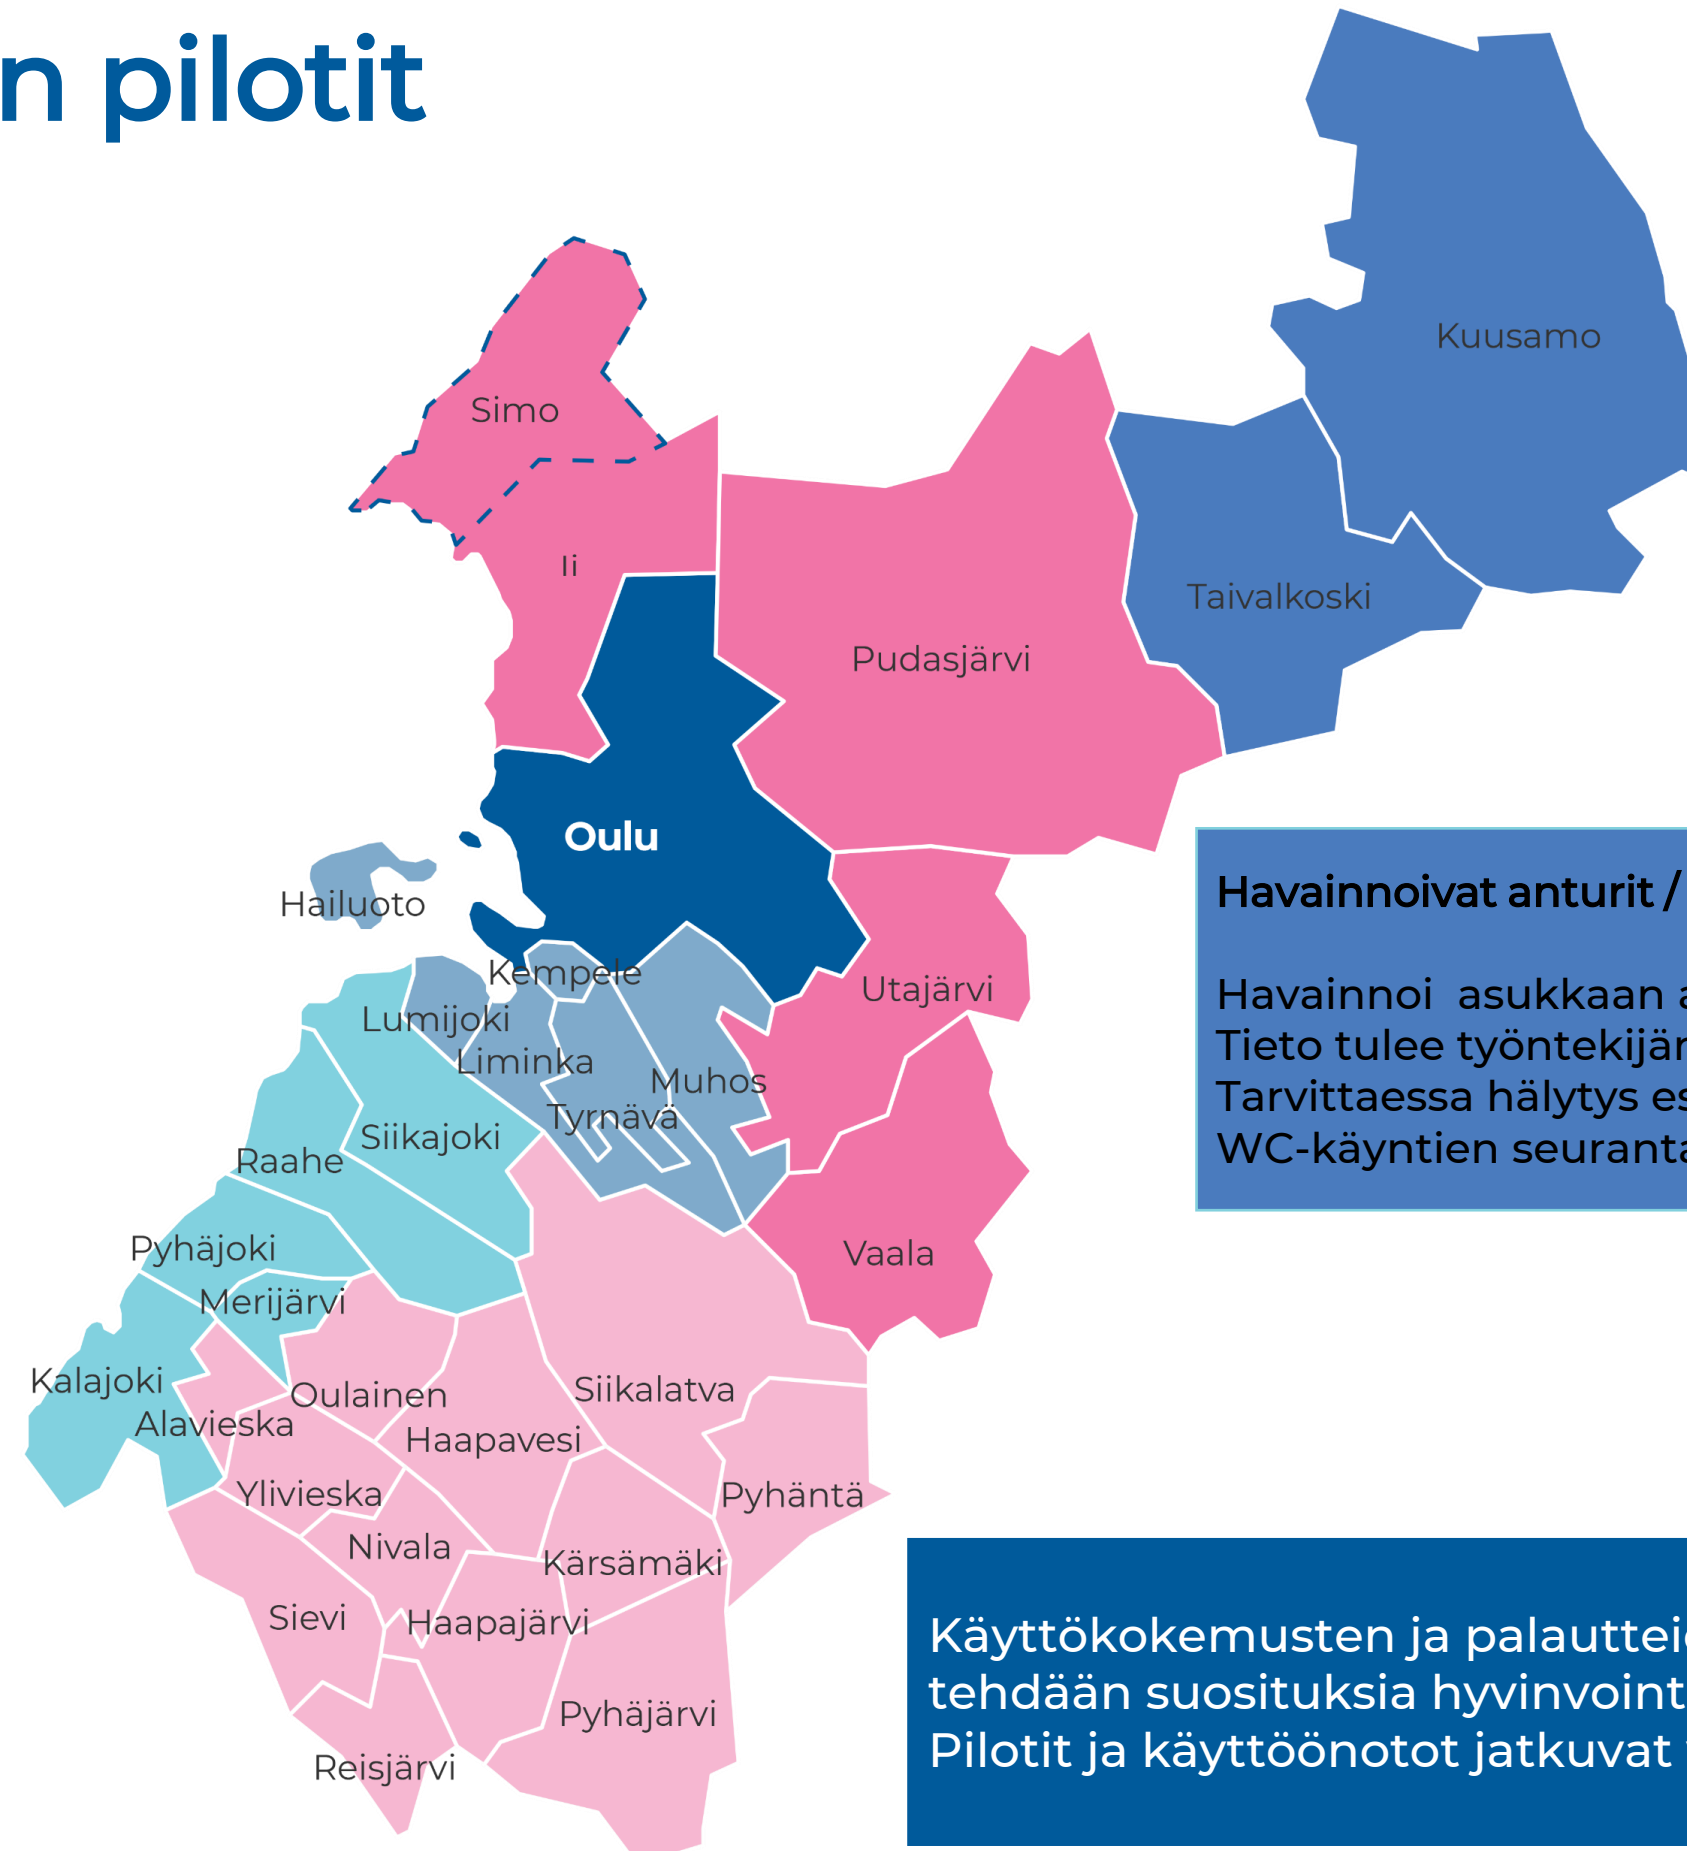 n pilotit
Kuusamo
Simo
Ii
Taivalkoski
Pudasjärvi
Oulu
Hailuoto
Kempele
Utajärvi
Lumijoki
Liminka
Muhos
Tyrnävä
Siikajoki
Raahe
Pyhäjoki
Vaala
Merijärvi
Kalajoki
Oulainen
Siikalatva
Alavieska
Haapavesi
Ylivieska
Pyhäntä
Nivala
Kärsämäki
Sievi
Haapajärvi
Pyhäjärvi
Reisjärvi
Havainnoivat anturit /
Havainnoi asukkaan a
Tieto tulee työntekijär
Tarvittaessa hälytys es
WC-käyntien seuranta
Käyttökokemusten ja palauttei
tehdään suosituksia hyvinvoint
Pilotit ja käyttöönotot jatkuvat